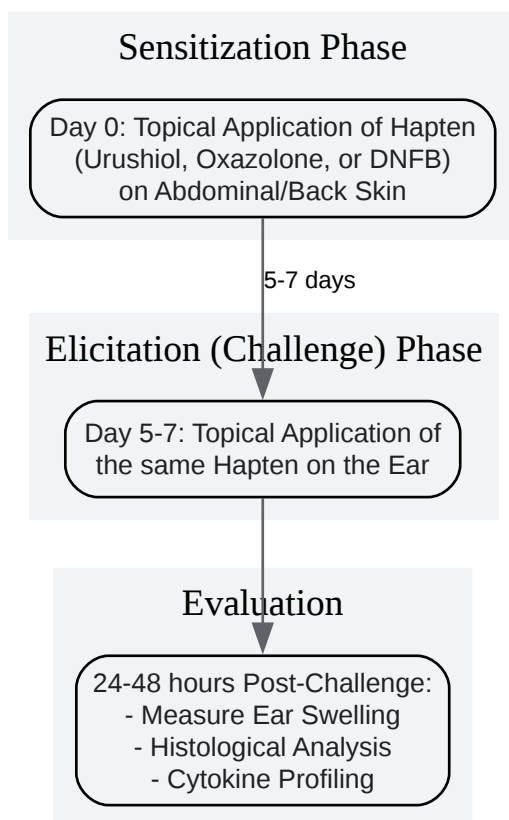 Sensitization Phase
Day 0: Topical Application of Hapten
(Urushiol, Oxazolone, or DNFB)
on Abdominal/Back Skin
5-7 days
Elicitation (Challenge) Phase
Day 5-7: Topical Application of
the same Hapten on the Ear
Evaluation
24-48 hours Post-Challenge:
- Measure Ear Swelling
- Histological Analysis
- Cytokine Profiling